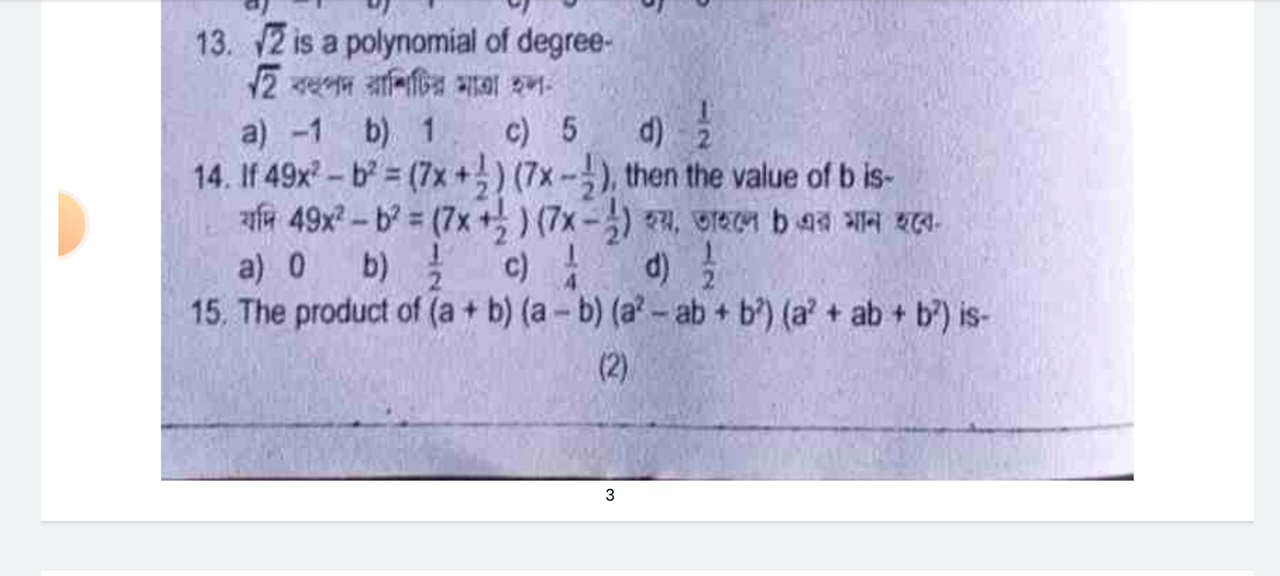 13. √2 is a polynomial of degree-
√2 বহুপদ রাশিটির মাত্রা হল-
a) -1 b) 1 c) 5 d) 1/2
14. If 49x² – b² = (7x + 1/2) (7x – 1/2), then the value of b is-
যদি 49x² – b² = (7x + 1/2) (7x – 1/2) হয়, তাহলে b এর মান হবে-
a) 0 b) 1/2 c) 1/4 d) 1/2
15. The product of (a + b) (a – b) (a² – ab + b²) (a² + ab + b²) is-
(2)
3